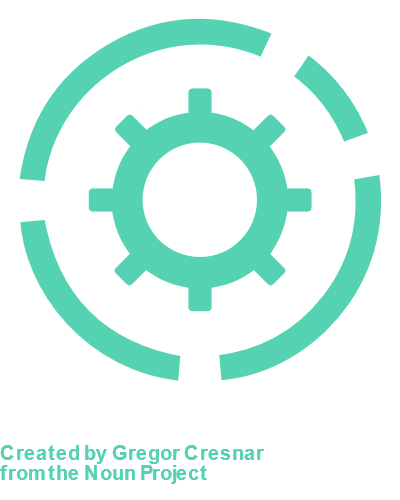 Created by Gregor Cresnar
from the Noun Project